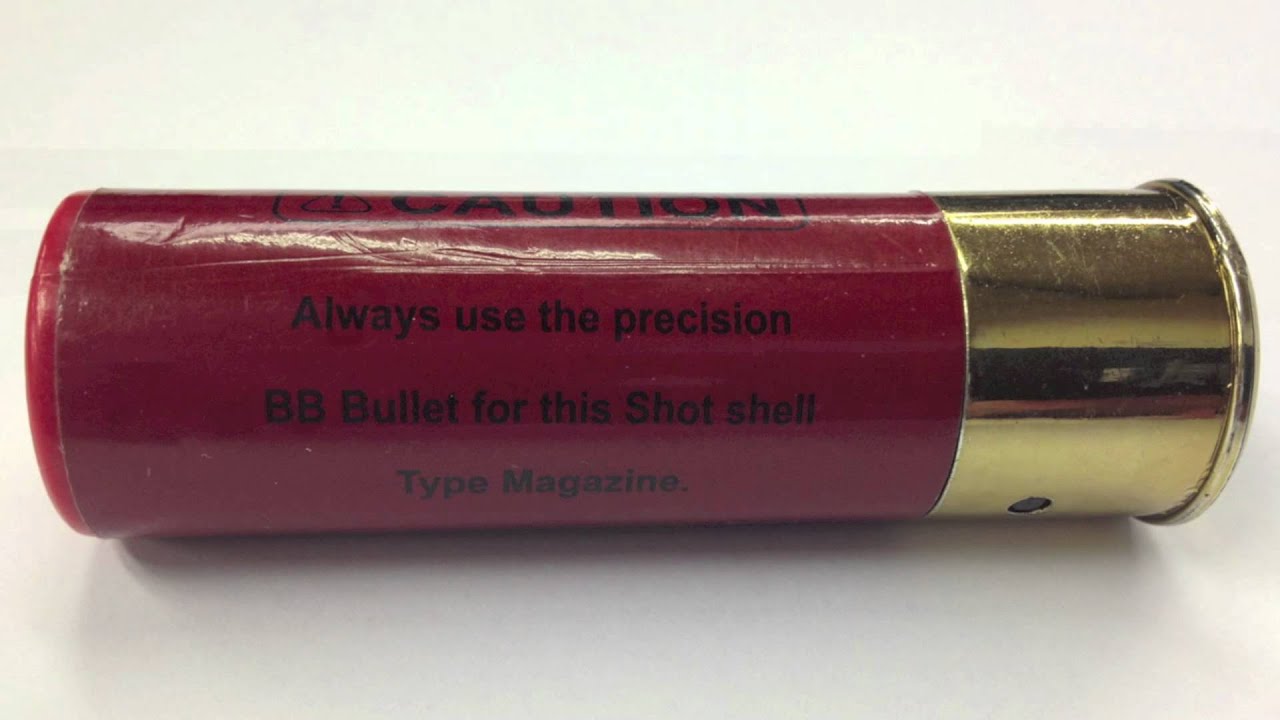 CAUTION
Always use the precision
BB Bullet for this Shot shell
Type Magazine.